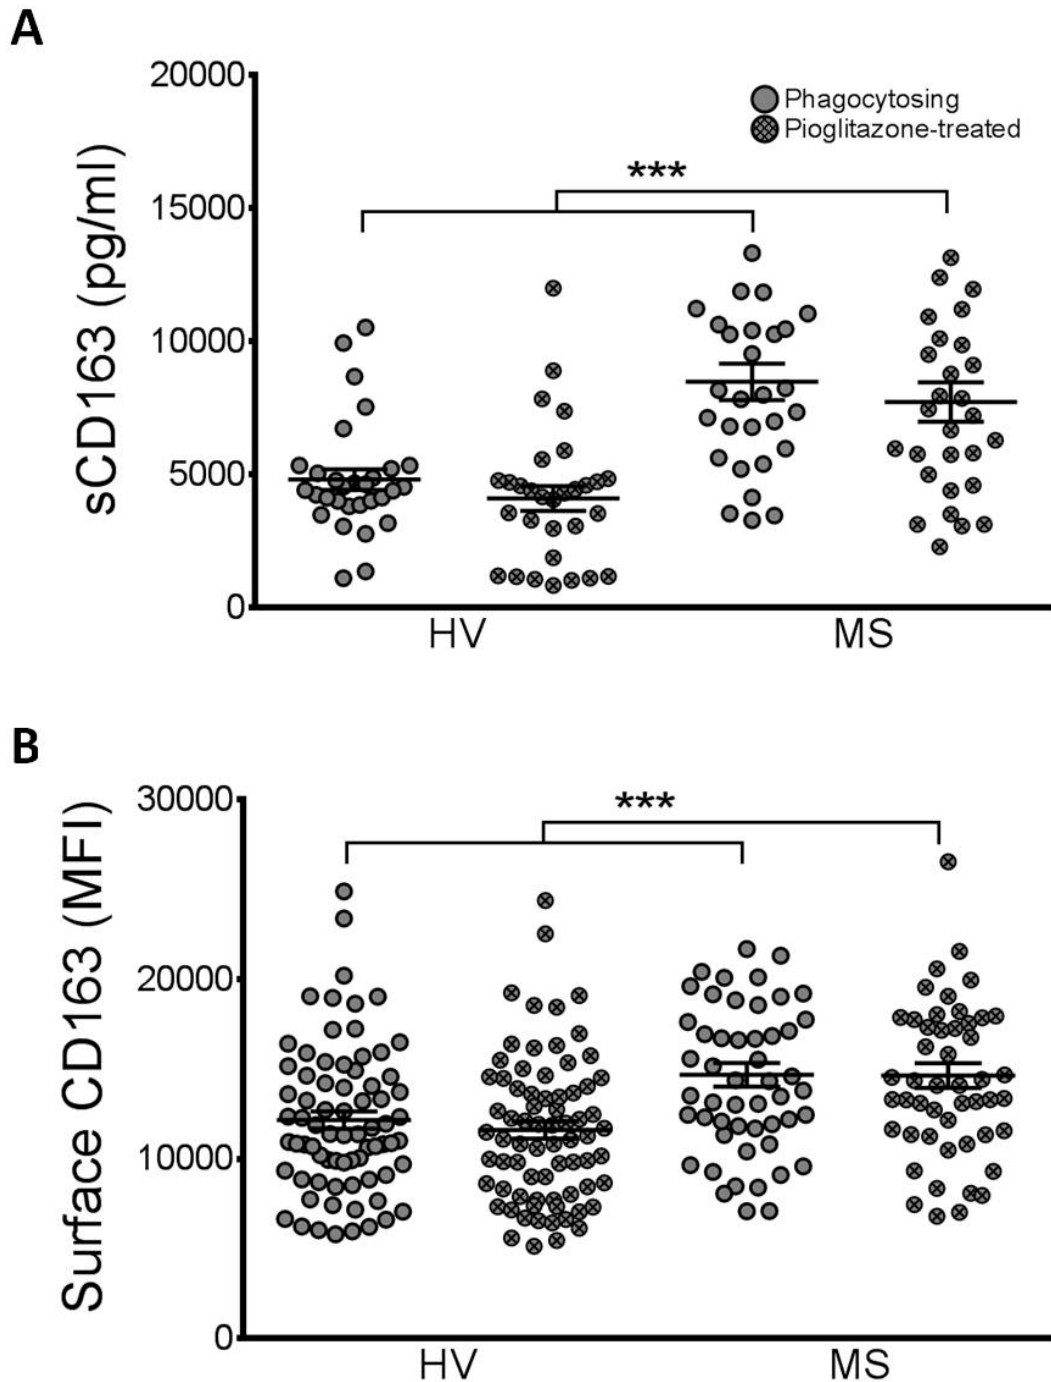 A
20000
Phagocytosing
Pioglitazone-treated
***
15000
sCD163 (pg/ml)
10000
5000
0
HV MS
B
30000
***
Surface CD163 (MFI)
20000
10000
0
HV MS